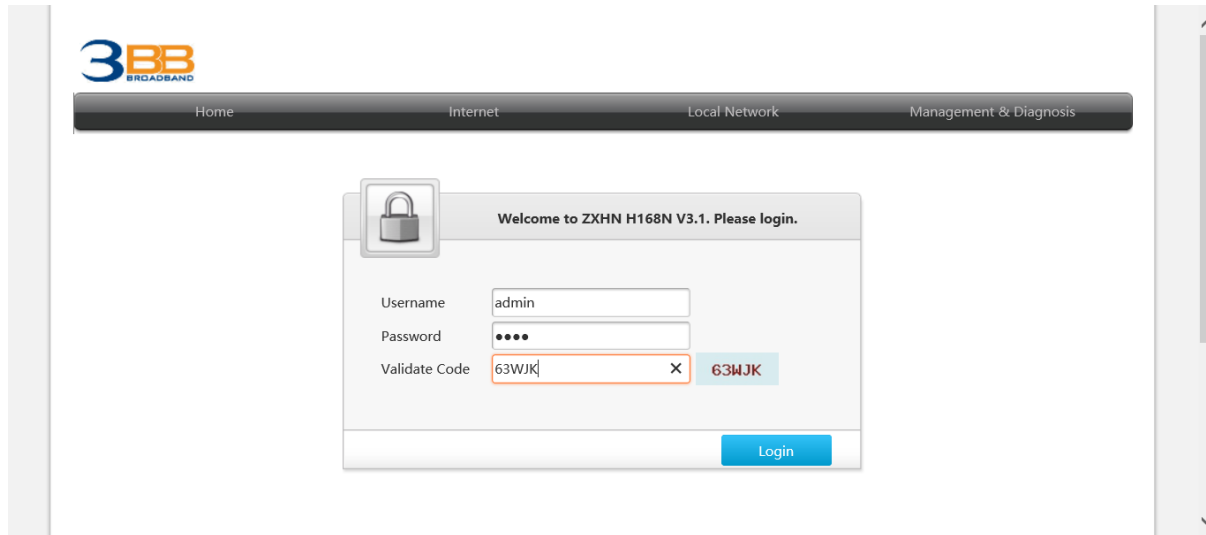 3BB
BROADBAND
Home Internet Local Network Management & Diagnosis
Welcome to ZXHN H168N V3.1. Please login.
Username admin
Password ••••
Validate Code 63WJK 63WJK
Login